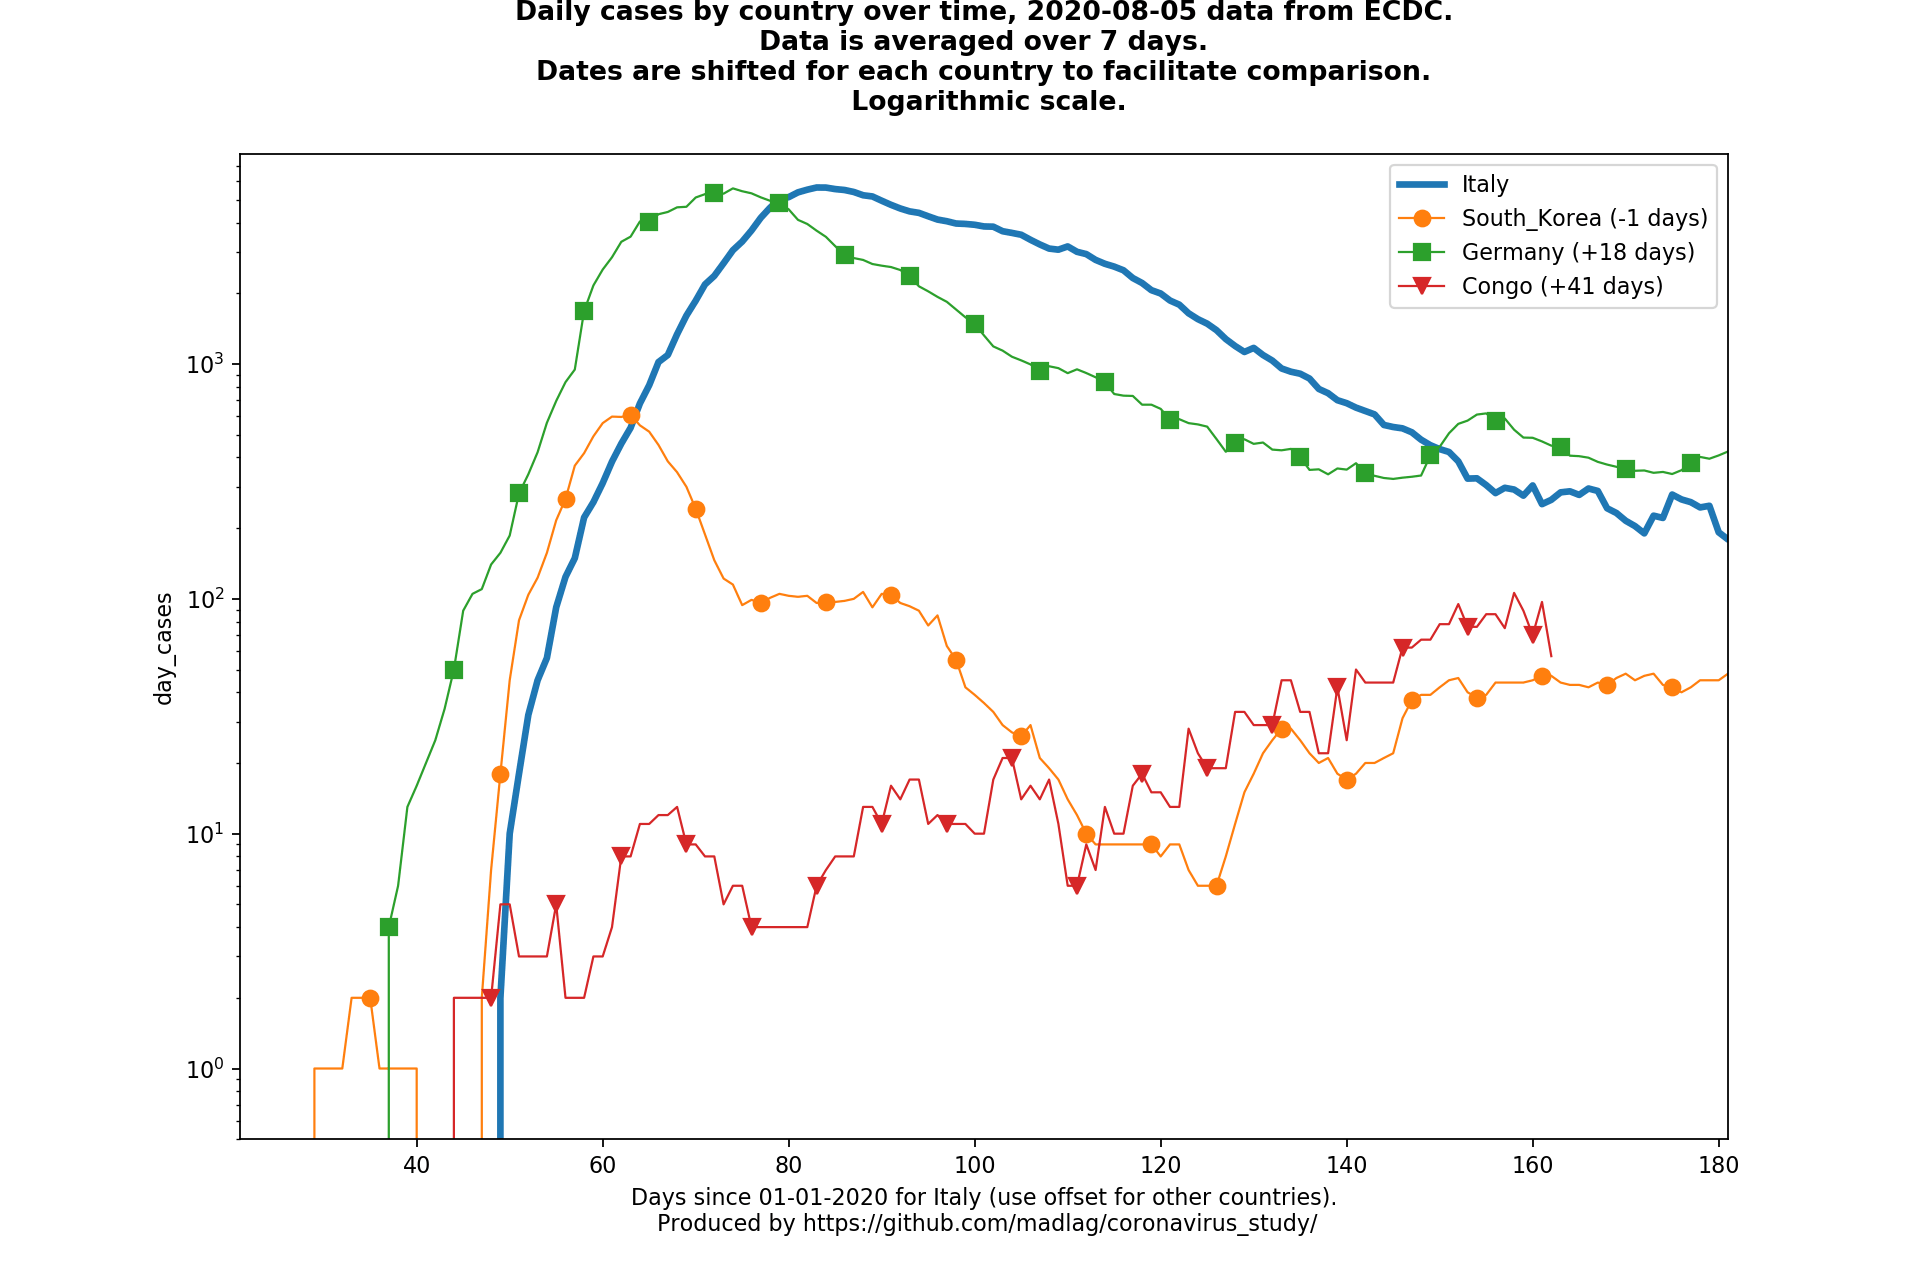 Daily cases by country over time, 2020-08-05 data from ECDC.
Data is averaged over 7 days.
Dates are shifted for each country to facilitate comparison.
Logarithmic scale.
Italy
South_Korea (-1 days)
Germany (+18 days)
Congo (+41 days)
day_cases
10³
10²
10¹
10⁰
40 60 80 100 120 140 160 180
Days since 01-01-2020 for Italy (use offset for other countries).
Produced by https://github.com/madlag/coronavirus_study/